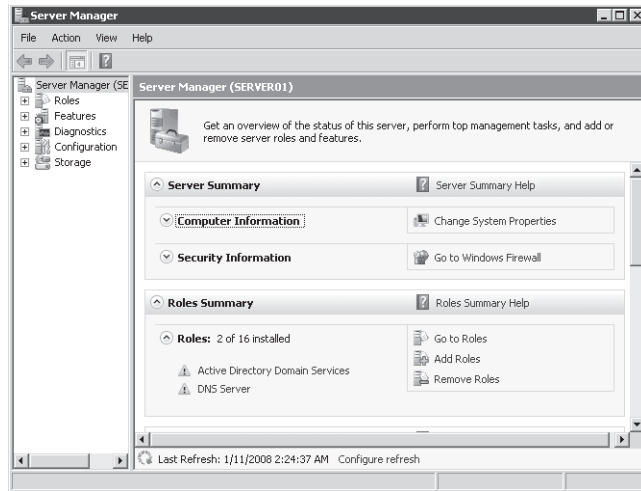 Server Manager
File Action View Help
Server Manager (SE
Roles
Features
Diagnostics
Configuration
Storage
Server Manager (SERVER01)
Get an overview of the status of this server, perform top management tasks, and add or
remove server roles and features.
Server Summary
Server Summary Help
Computer Information
Change System Properties
Security Information
Go to Windows Firewall
Roles Summary
Roles Summary Help
Roles: 2 of 16 installed
Go to Roles
Add Roles
Remove Roles
Active Directory Domain Services
DNS Server
Last Refresh: 1/11/2008 2:24:37 AM Configure refresh